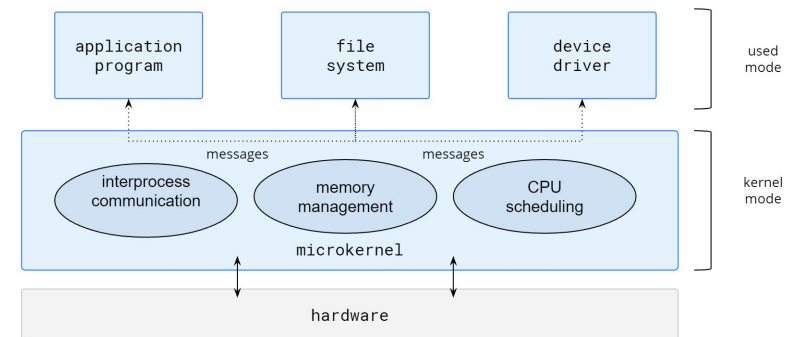 application
program
file
system
device
driver
used
mode
messages
messages
interprocess
communication
memory
management
CPU
scheduling
kernel
mode
microkernel
hardware